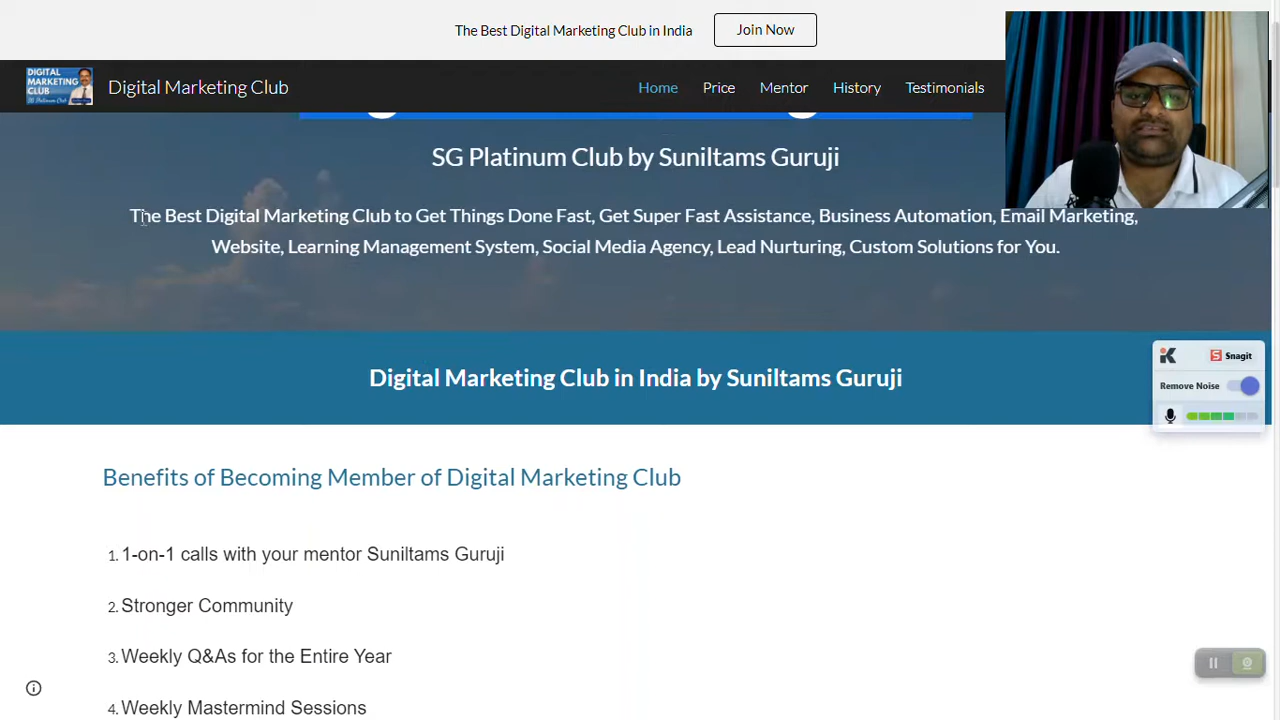 The Best Digital Marketing Club in India
Join Now
DIGITAL
MARKETING
CLUB
SG Platinum Club
Digital Marketing Club
Home
Price
Mentor
History
Testimonials
SG Platinum Club by Suniltams Guruji
The Best Digital Marketing Club to Get Things Done Fast, Get Super Fast Assistance, Business Automation, Email Marketing,
Website, Learning Management System, Social Media Agency, Lead Nurturing, Custom Solutions for You.
Snagit
Remove Noise
Digital Marketing Club in India by Suniltams Guruji
Benefits of Becoming Member of Digital Marketing Club
1. 1-on-1 calls with your mentor Suniltams Guruji
2. Stronger Community
3. Weekly Q&As for the Entire Year
4. Weekly Mastermind Sessions